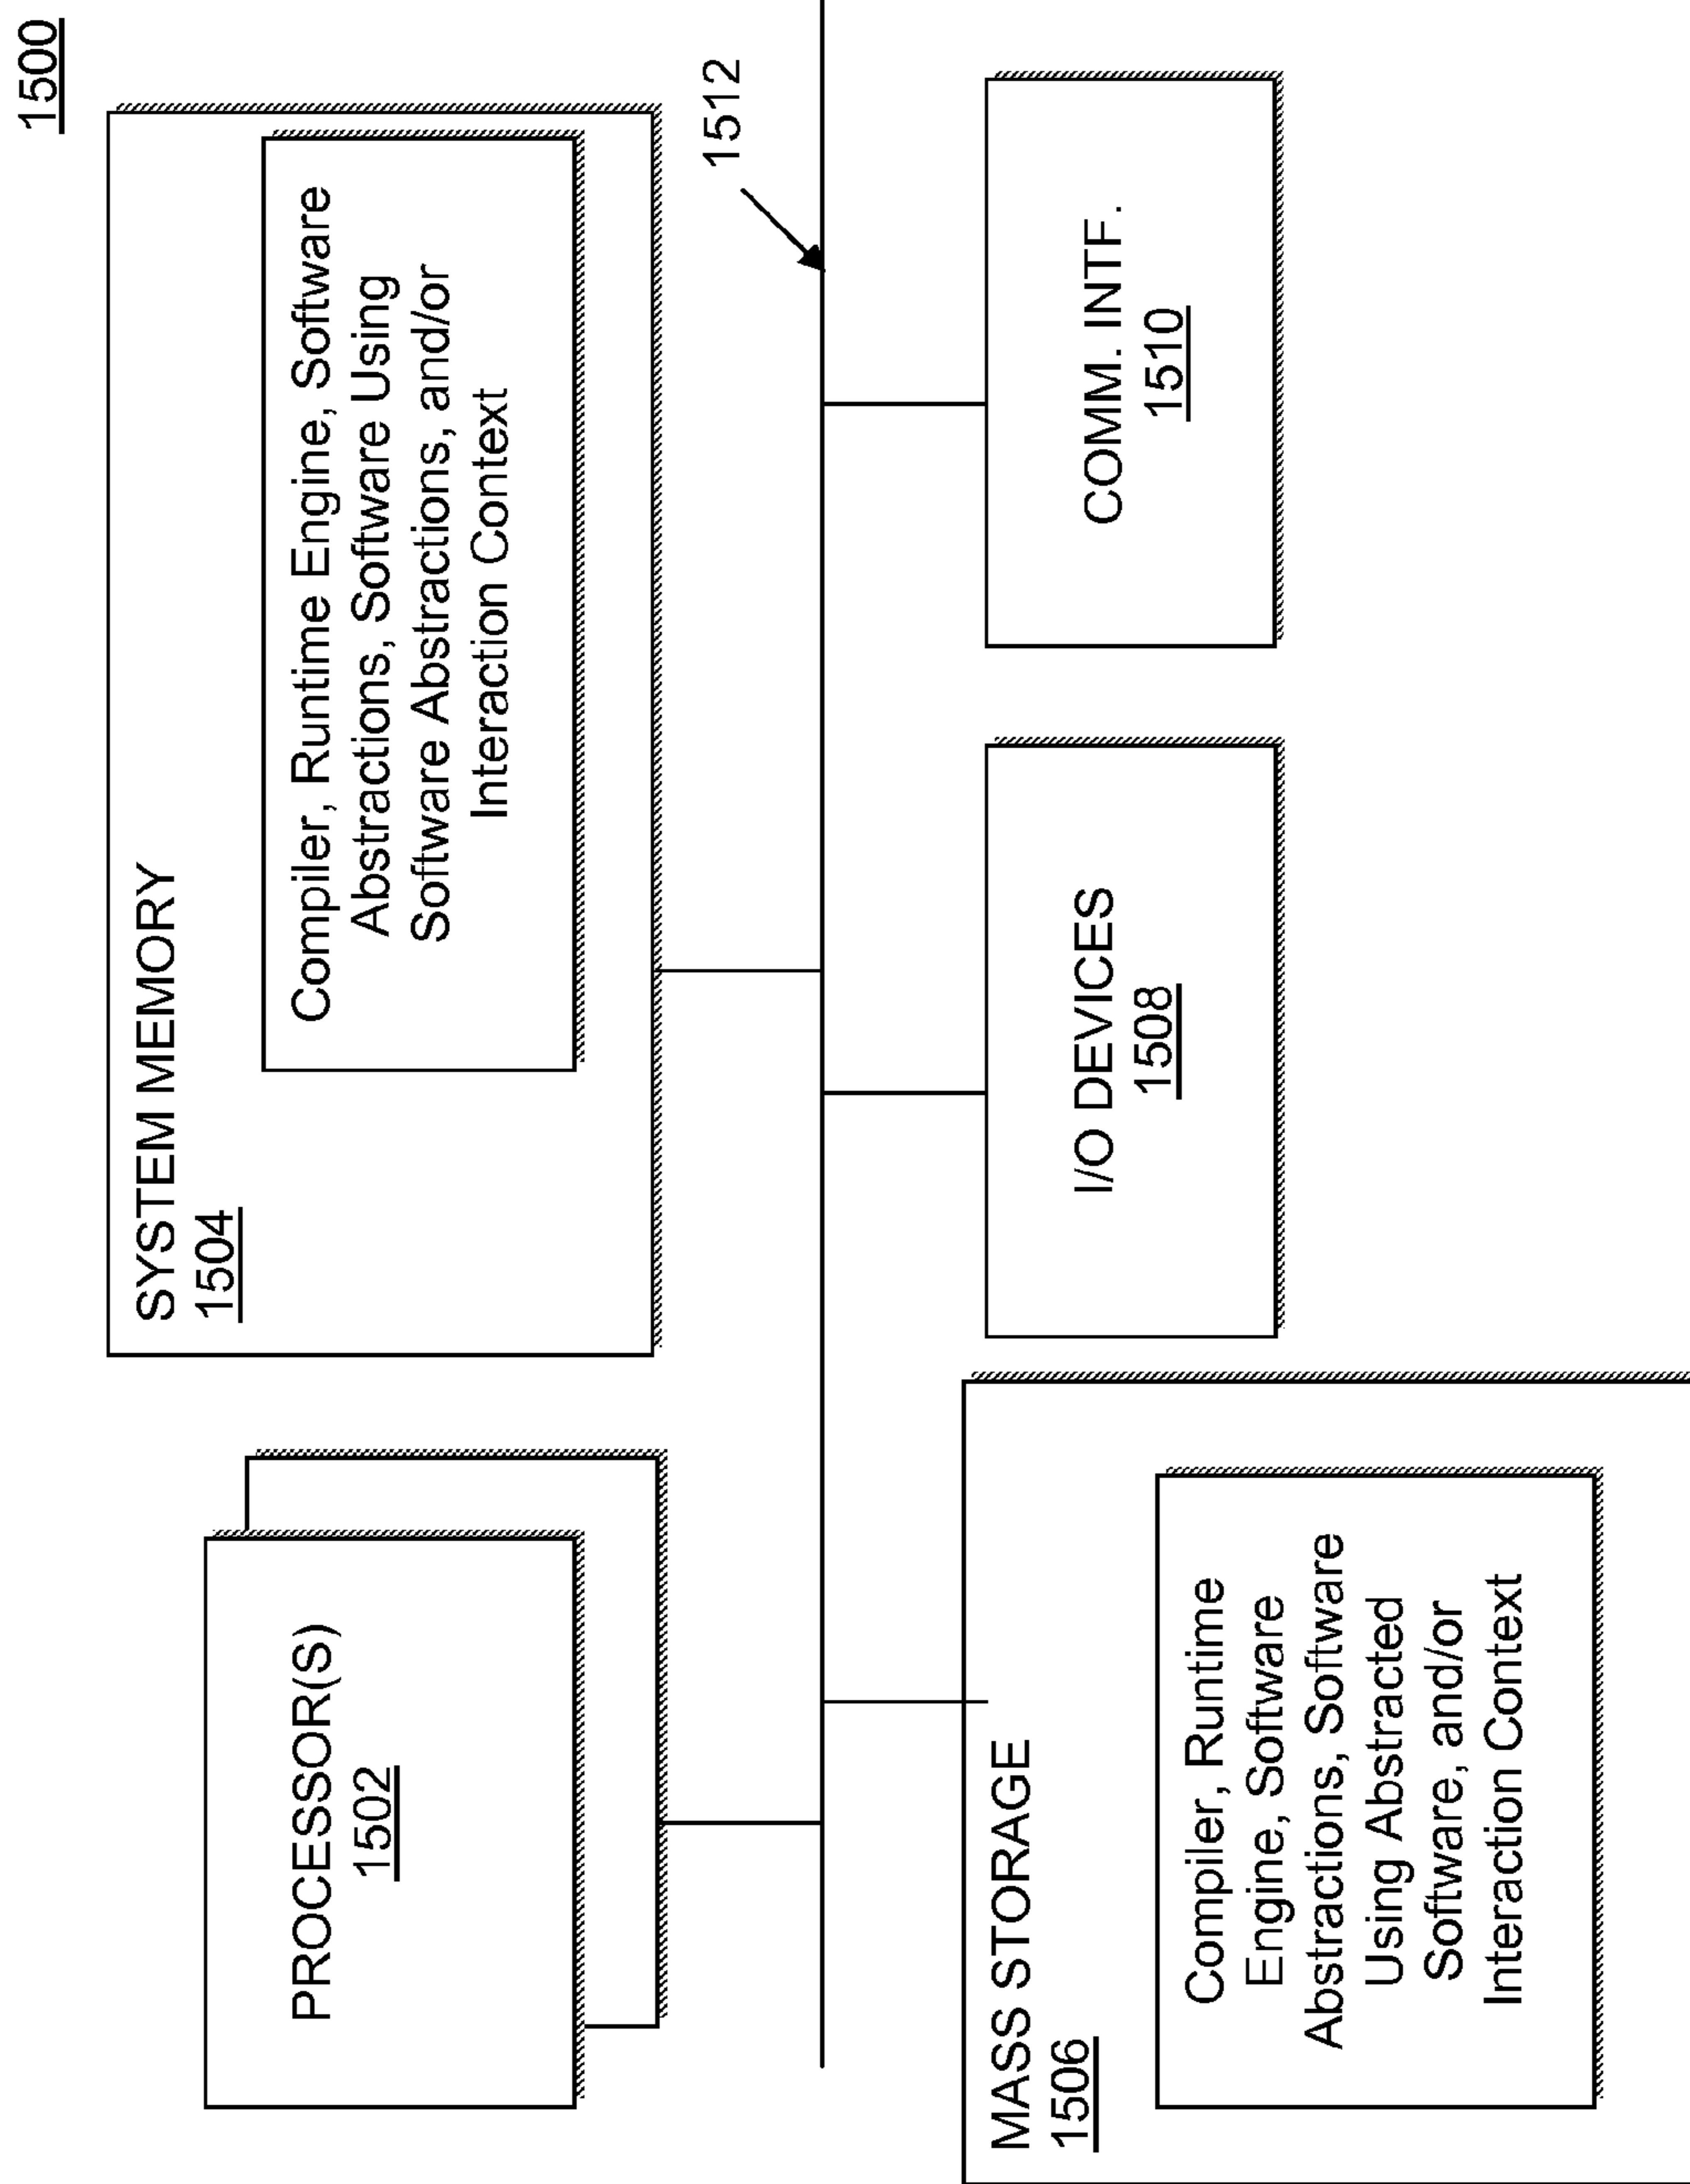 1500
PROCESSOR(S)
1502
SYSTEM MEMORY
1504
Compiler, Runtime Engine, Software
Abstractions, Software Using
Software Abstractions, and/or
Interaction Context
1512
MASS STORAGE
1506
Compiler, Runtime
Engine, Software
Abstractions, Software
Using Abstracted
Software, and/or
Interaction Context
I/O DEVICES
1508
COMM. INTF.
1510